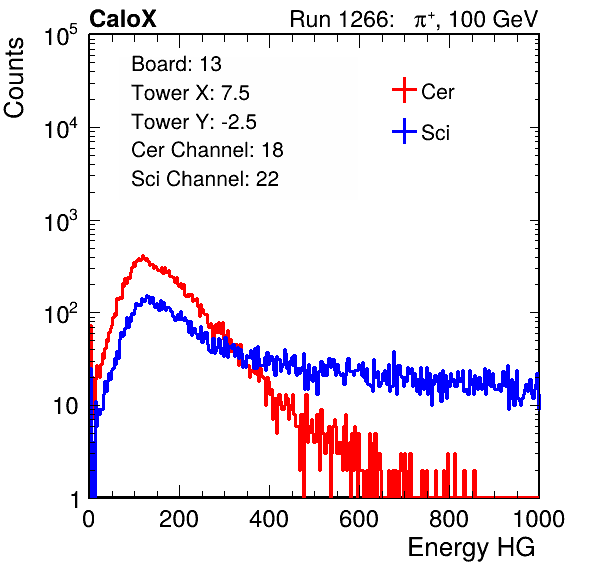 CaloX Run 1266: π⁺, 100 GeV
Board: 13
Tower X: 7.5
Tower Y: -2.5
Cer Channel: 18
Sci Channel: 22
Cer
Sci
Counts
10⁵
10⁴
10³
10²
10
1
0 200 400 600 800 1000
Energy HG